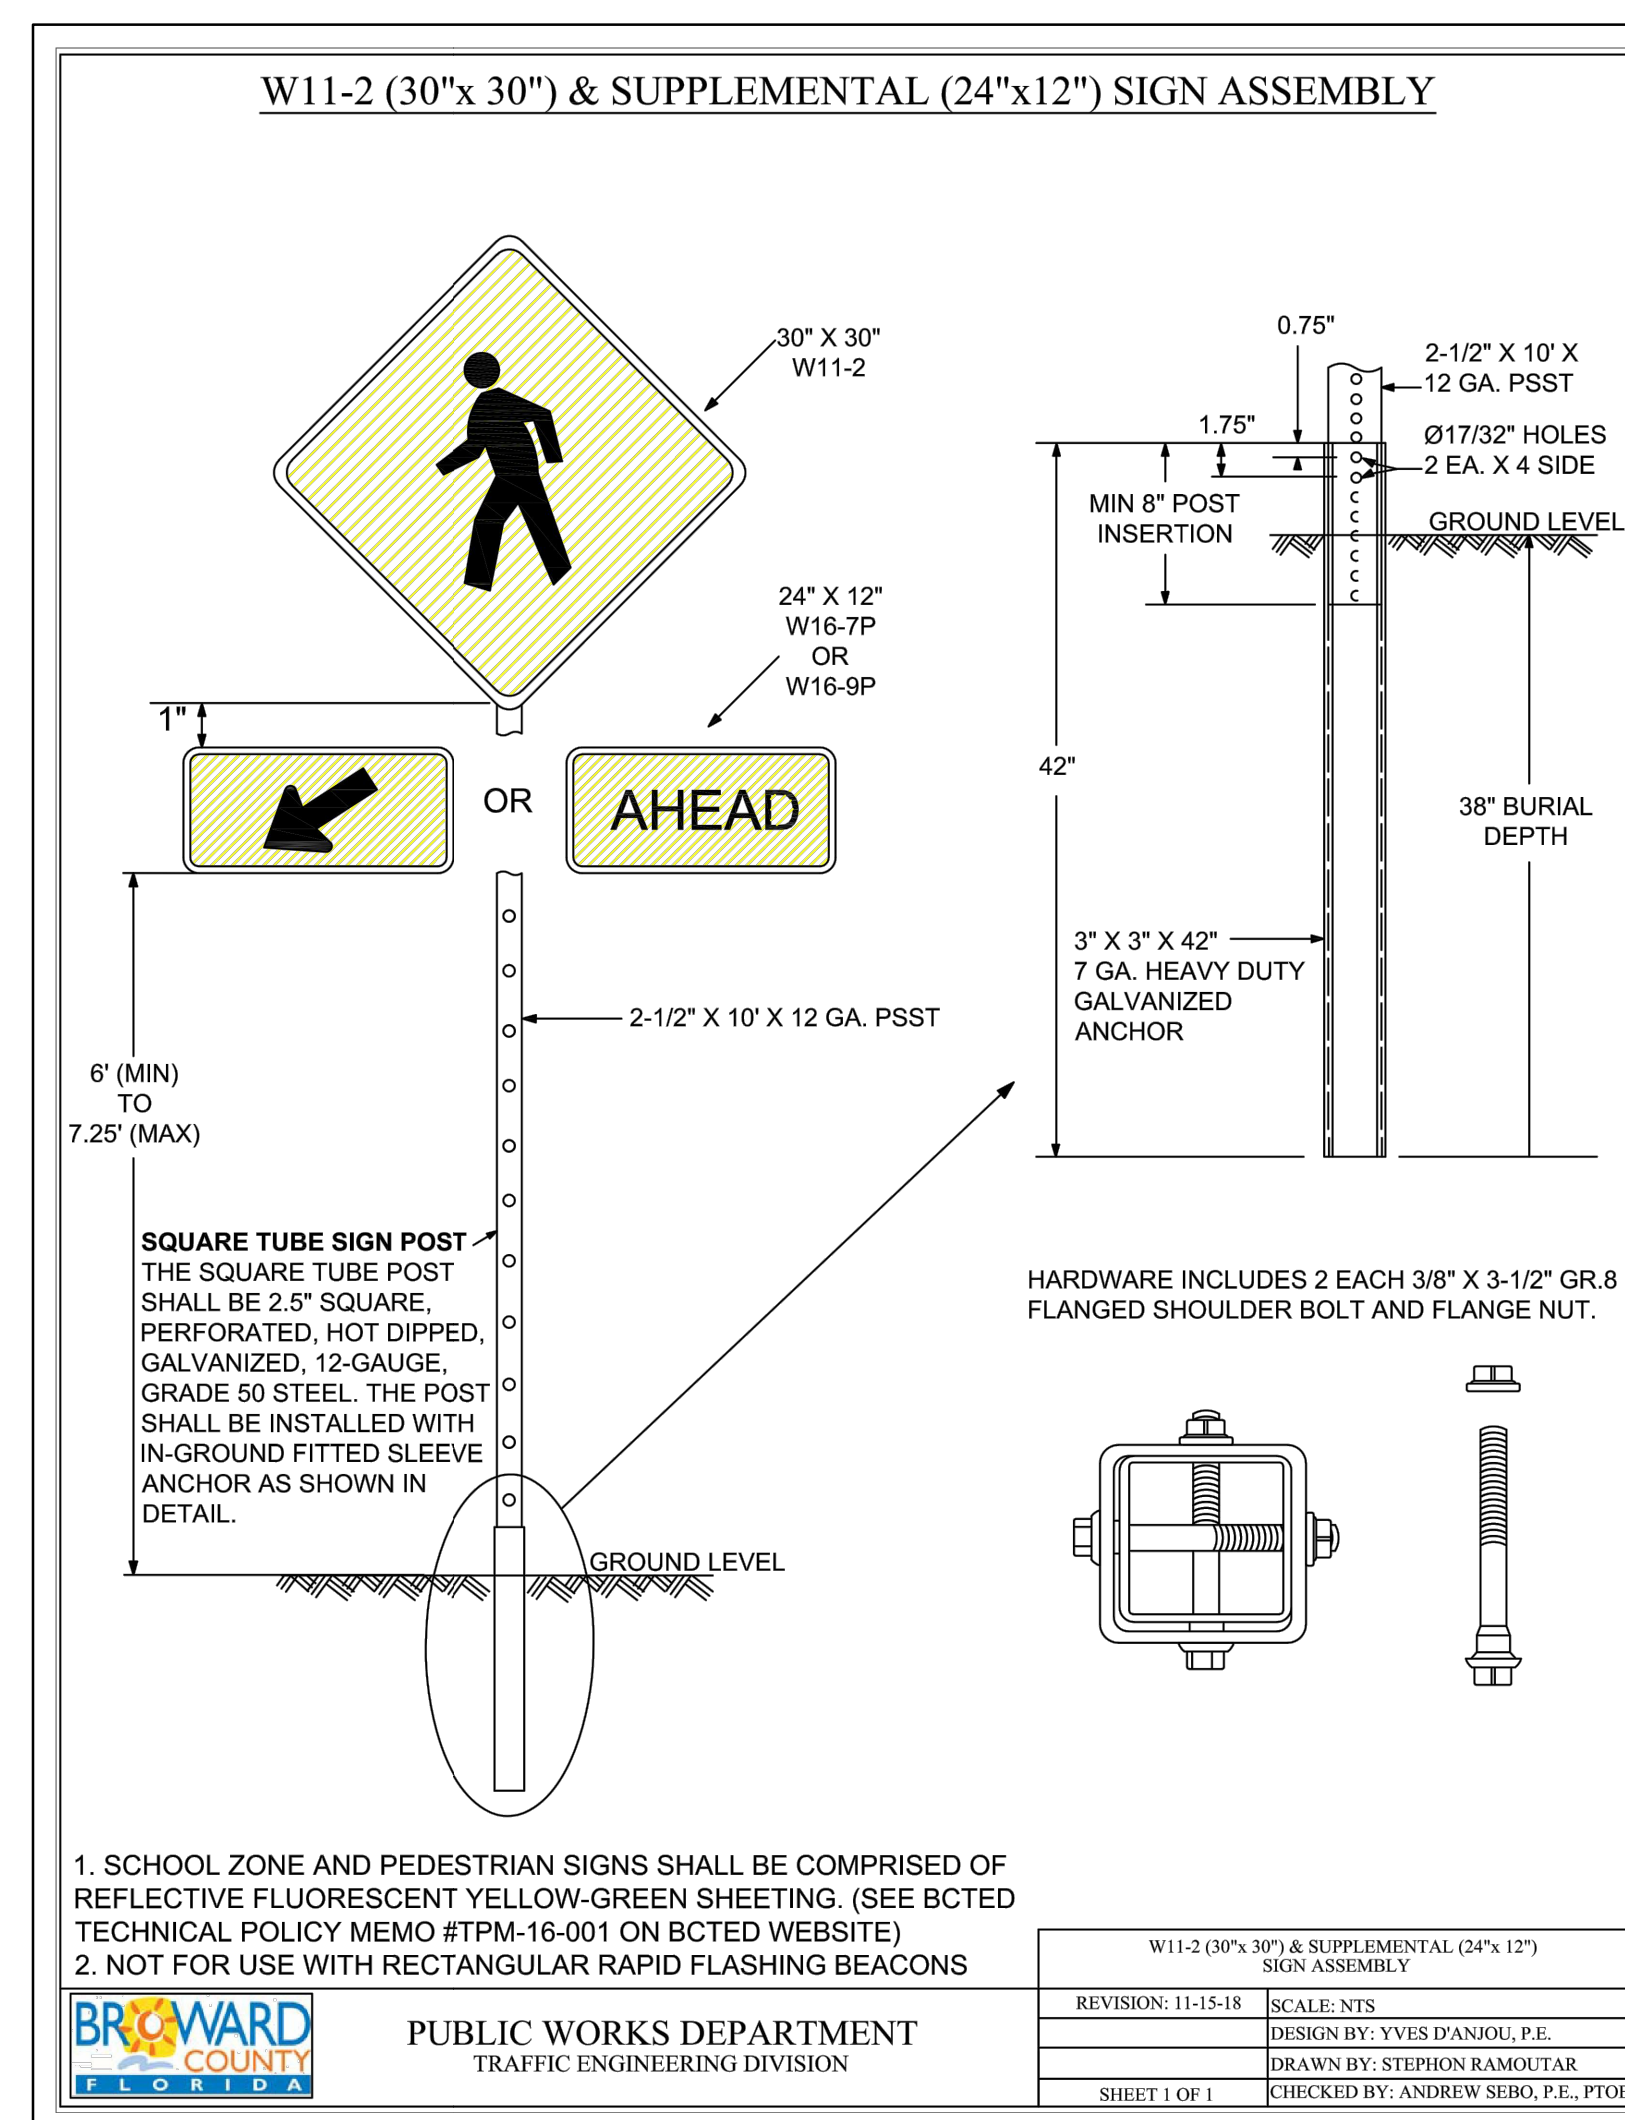 W11-2 (30"x 30") & SUPPLEMENTAL (24"x12") SIGN ASSEMBLY
30" X 30"
W11-2
24" X 12"
W16-7P
OR
W16-9P
1"
OR
AHEAD
2-1/2" X 10' X 12 GA. PSST
6' (MIN)
TO
7.25' (MAX)
SQUARE TUBE SIGN POST
THE SQUARE TUBE POST
SHALL BE 2.5" SQUARE,
PERFORATED, HOT DIPPED,
GALVANIZED, 12-GAUGE,
GRADE 50 STEEL. THE POST
SHALL BE INSTALLED WITH
IN-GROUND FITTED SLEEVE
ANCHOR AS SHOWN IN
DETAIL.
GROUND LEVEL
0.75"
2-1/2" X 10' X
12 GA. PSST
1.75"
Ø17/32" HOLES
2 EA. X 4 SIDE
MIN 8" POST
INSERTION
GROUND LEVEL
42"
38" BURIAL
DEPTH
3" X 3" X 42"
7 GA. HEAVY DUTY
GALVANIZED
ANCHOR
HARDWARE INCLUDES 2 EACH 3/8" X 3-1/2" GR.8
FLANGED SHOULDER BOLT AND FLANGE NUT.
1. SCHOOL ZONE AND PEDESTRIAN SIGNS SHALL BE COMPRISED OF
REFLECTIVE FLUORESCENT YELLOW-GREEN SHEETING. (SEE BCTED
TECHNICAL POLICY MEMO #TPM-16-001 ON BCTED WEBSITE)
2. NOT FOR USE WITH RECTANGULAR RAPID FLASHING BEACONS
BROWARD
COUNTY
FLORIDA
PUBLIC WORKS DEPARTMENT
TRAFFIC ENGINEERING DIVISION
W11-2 (30"x 30") & SUPPLEMENTAL (24"x 12")
SIGN ASSEMBLY
REVISION: 11-15-18
SCALE: NTS
DESIGN BY: YVES D'ANJOU, P.E.
DRAWN BY: STEPHON RAMOUTAR
SHEET 1 OF 1
CHECKED BY: ANDREW SEBO, P.E., PTOE